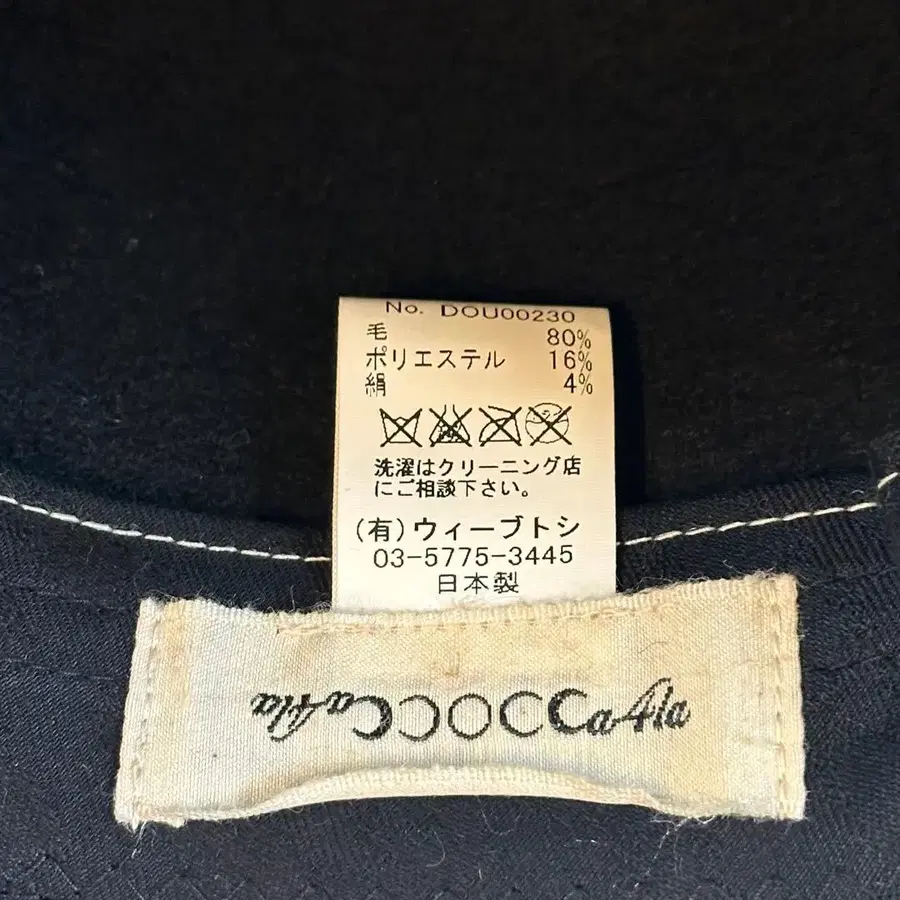 No. DOU00230
毛 80%
ポリエステル 16%
絹 4%
洗濯はクリーニング店
にご相談下さい。
(有)ウィーブトシ
03-5775-3445
日本製